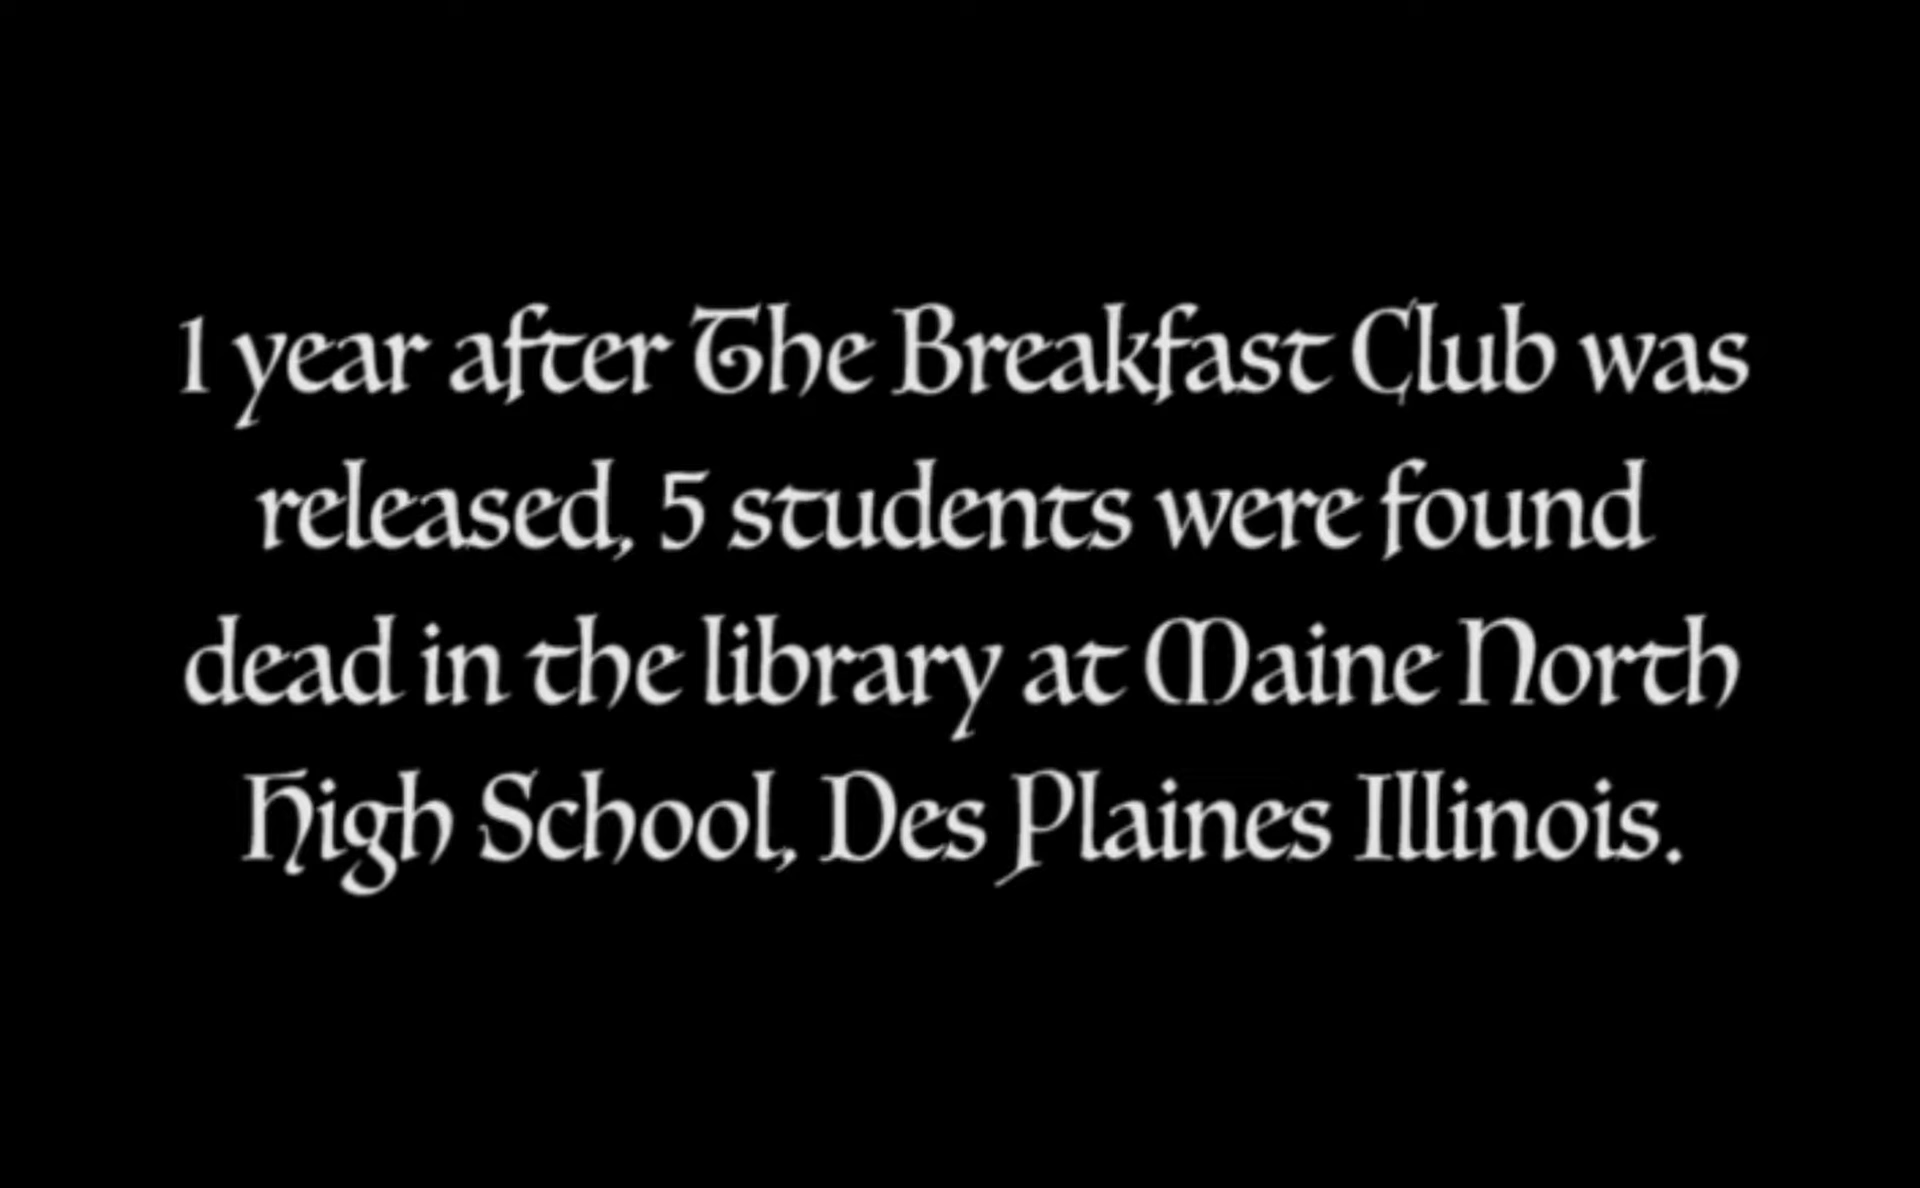 1 year after The Breakfast Club was
released, 5 students were found
dead in the library at Maine North
High School, Des Plaines Illinois.